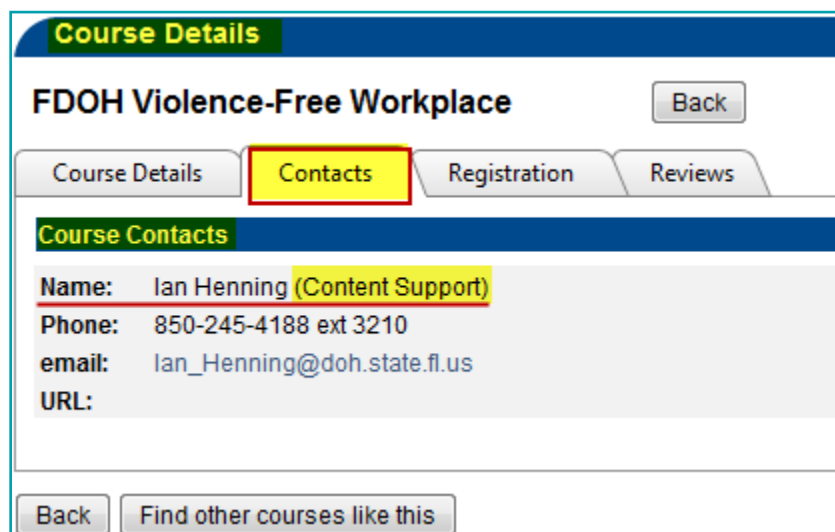 Course Details
FDOH Violence-Free Workplace Back
Course Details Contacts Registration Reviews
Course Contacts
Name: Ian Henning (Content Support)
Phone: 850-245-4188 ext 3210
email: Ian_Henning@doh.state.fl.us
URL:
Back Find other courses like this